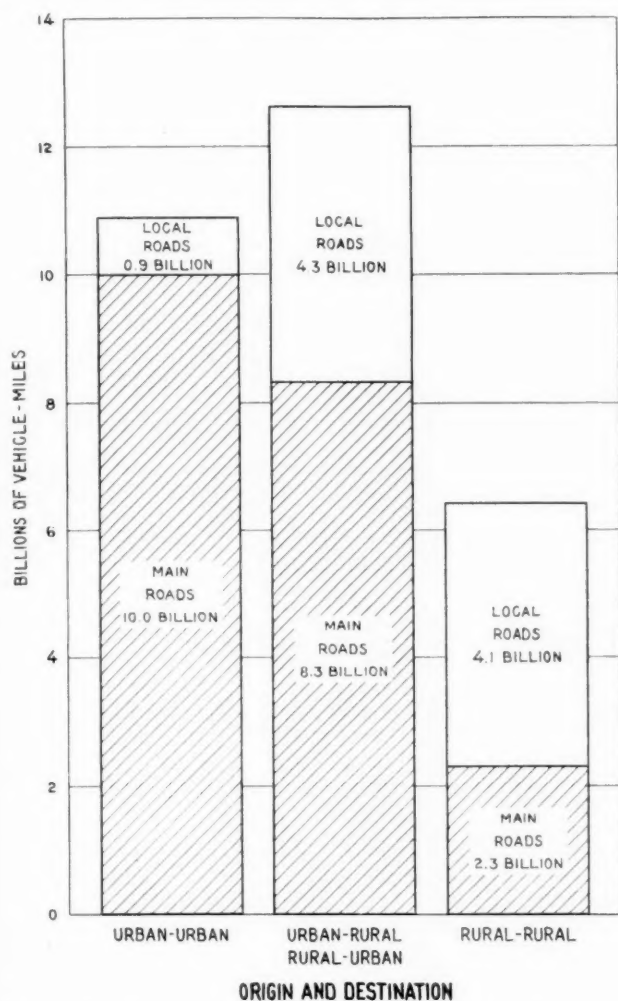 14
12
10
8
6
4
2
0
BILLIONS OF VEHICLE-MILES
LOCAL
ROADS
0.9 BILLION
MAIN
ROADS
10.0 BILLION
LOCAL
ROADS
4.3 BILLION
MAIN
ROADS
8.3 BILLION
LOCAL
ROADS
4.1 BILLION
MAIN
ROADS
2.3 BILLION
URBAN-URBAN
URBAN-RURAL
RURAL-URBAN
RURAL-RURAL
ORIGIN AND DESTINATION